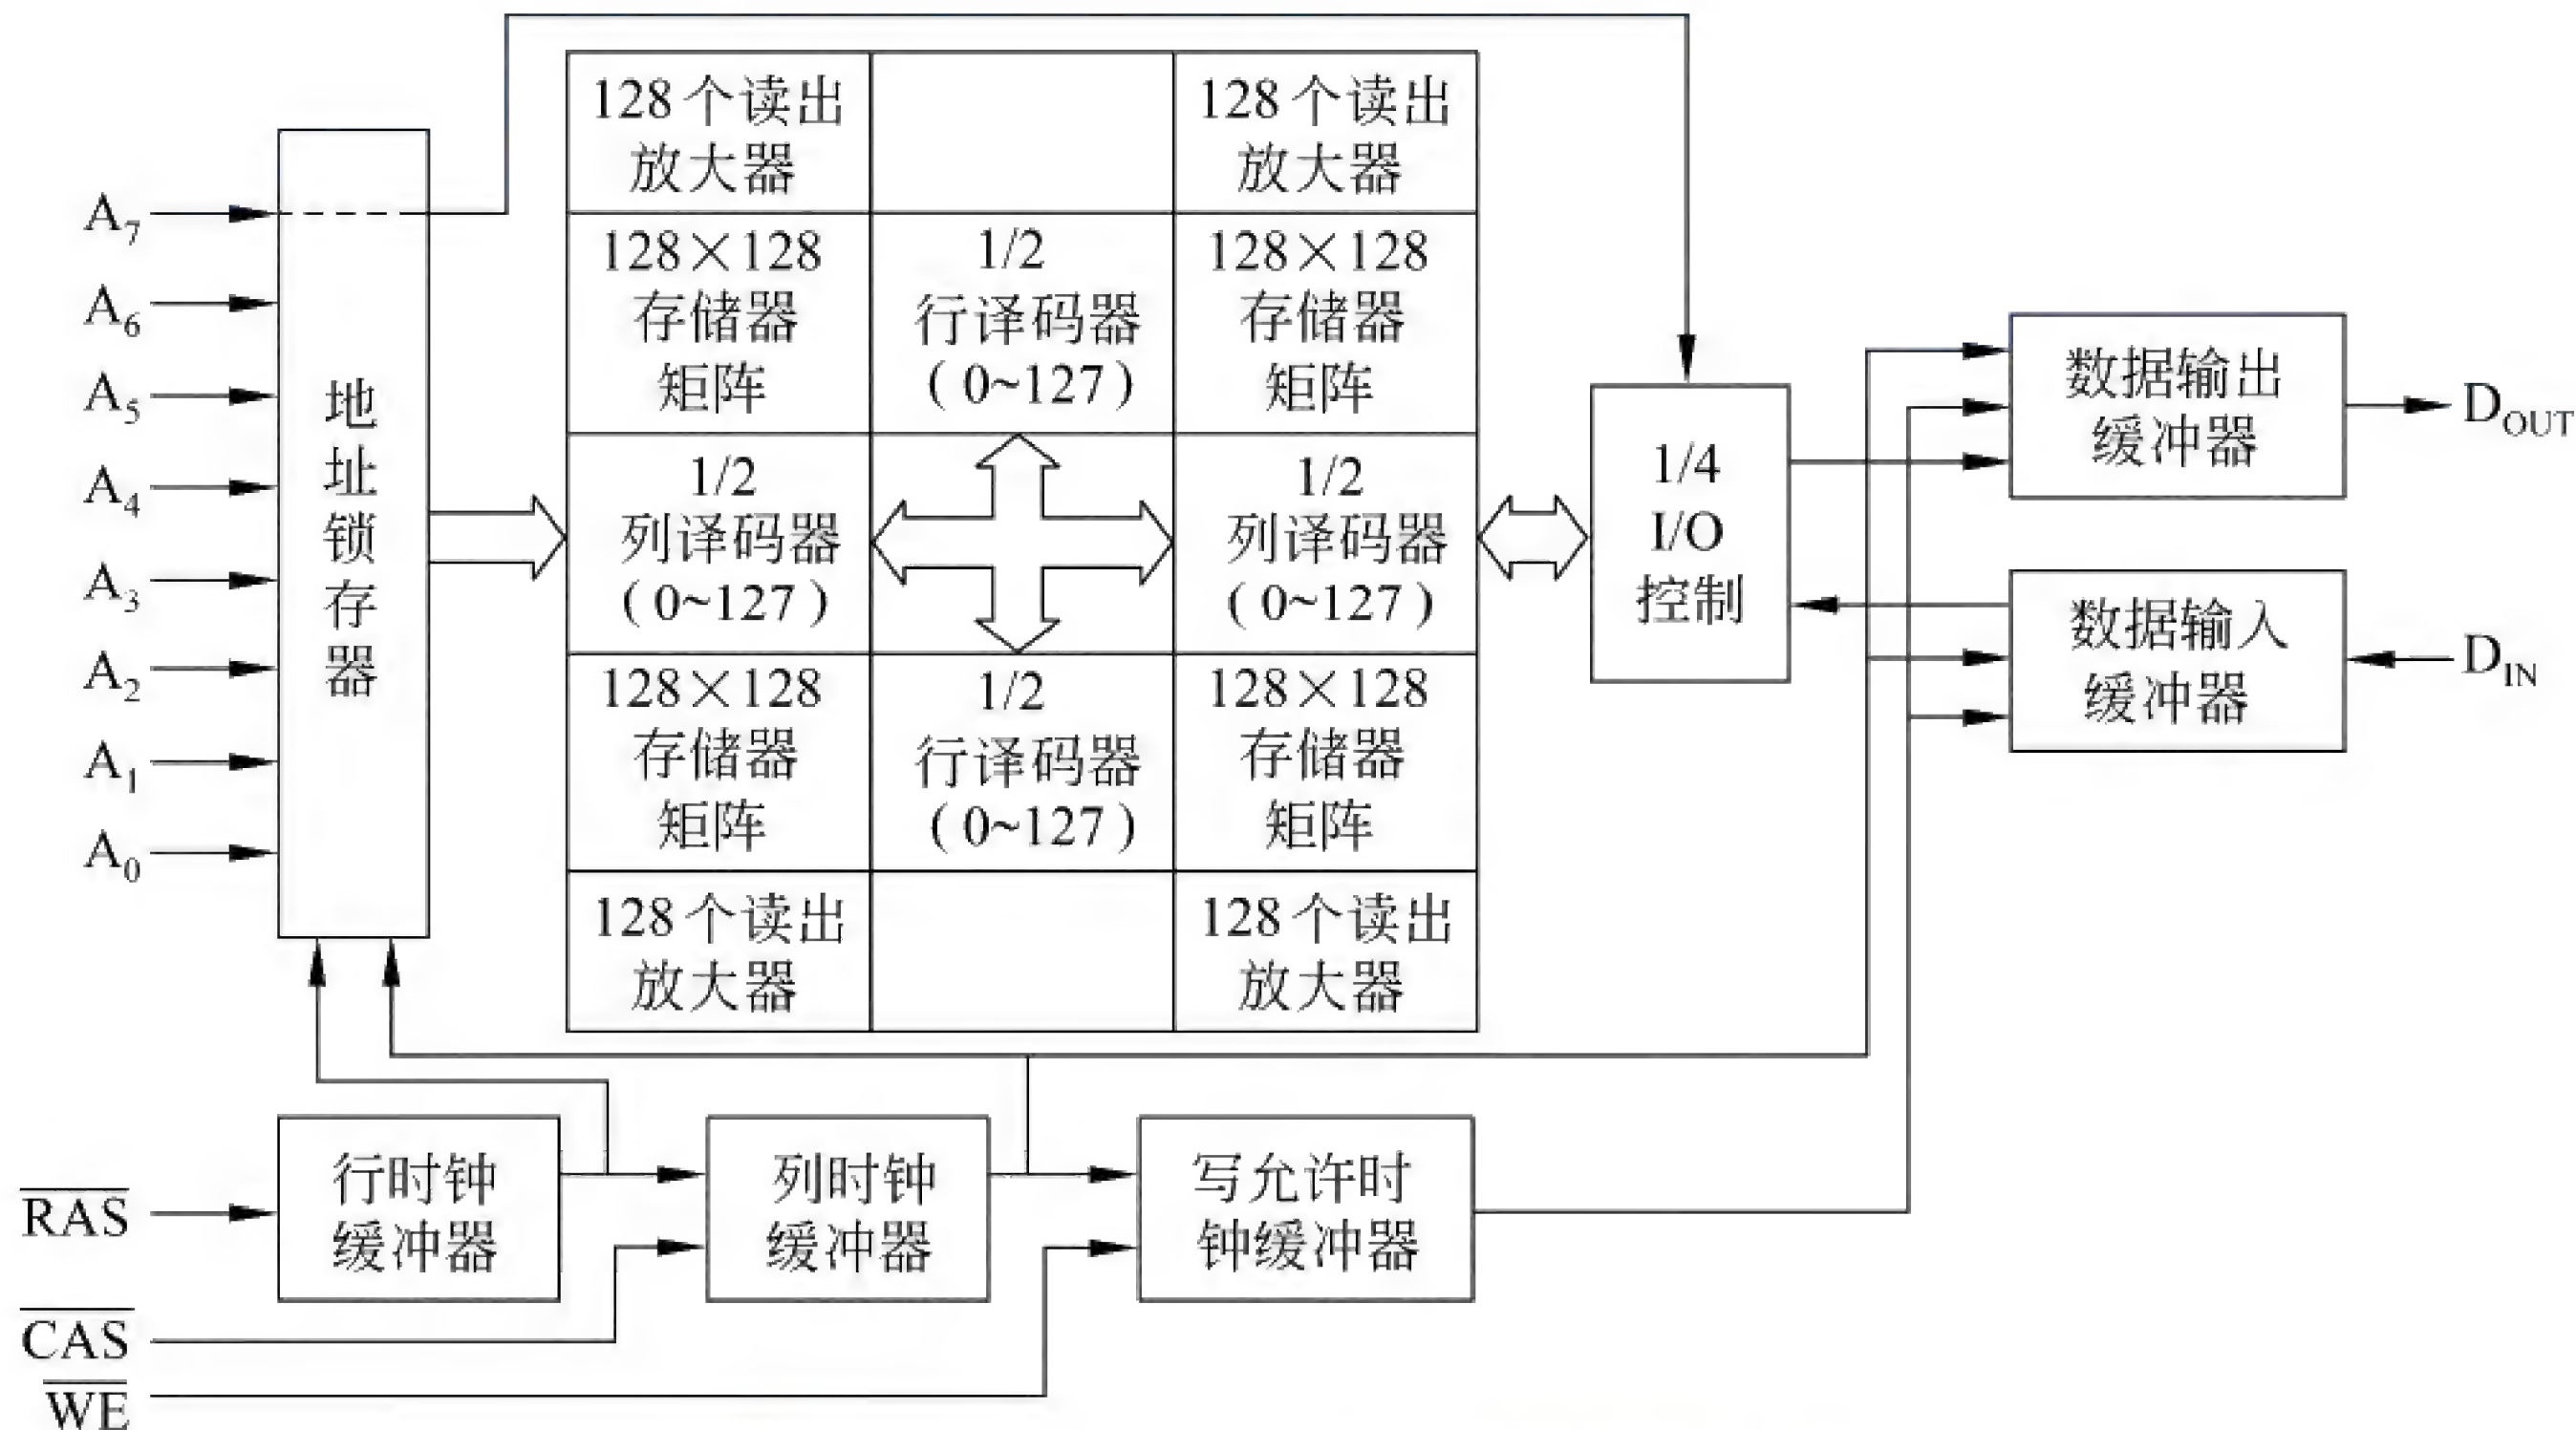 A7
A6
A5
A4
A3
A2
A1
A0
地
址
锁
存
器
128个读出
放大器
128个读出
放大器
128×128
存储器
矩阵
1/2
行译码器
(0~127)
128×128
存储器
矩阵
1/2
列译码器
(0~127)
1/2
列译码器
(0~127)
128×128
存储器
矩阵
1/2
行译码器
(0~127)
128×128
存储器
矩阵
128个读出
放大器
128个读出
放大器
1/4
I/O
控制
数据输出
缓冲器
DOUT
数据输入
缓冲器
DIN
R̅A̅S̅
行时钟
缓冲器
列时钟
缓冲器
写允许时
钟缓冲器
C̅A̅S̅
W̅E̅